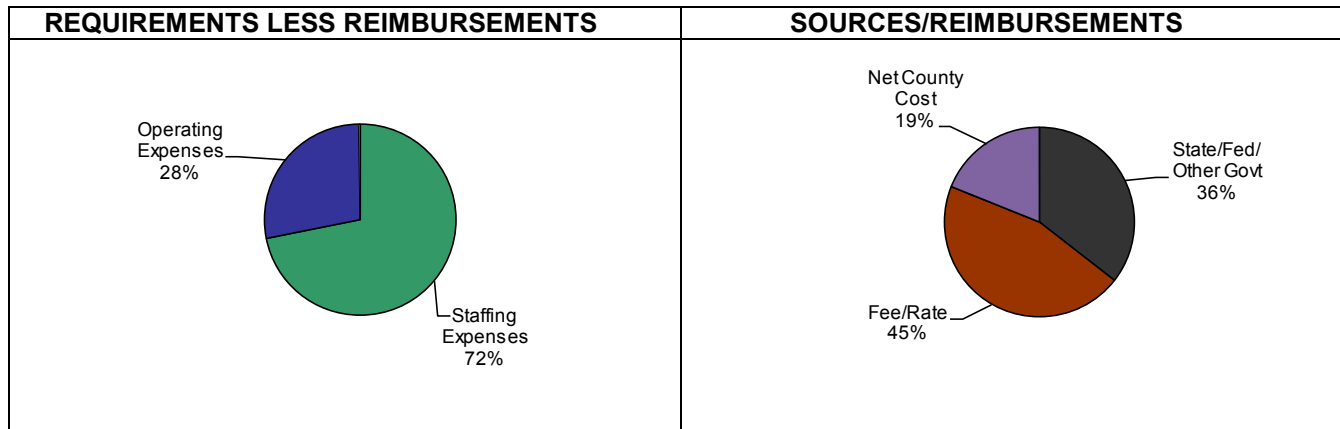 REQUIREMENTS LESS REIMBURSEMENTS
Operating
Expenses
28%
Staffing
Expenses
72%
SOURCES/REIMBURSEMENTS
Net County
Cost
19%
State/Fed/
Other Govt
36%
Fee/Rate
45%